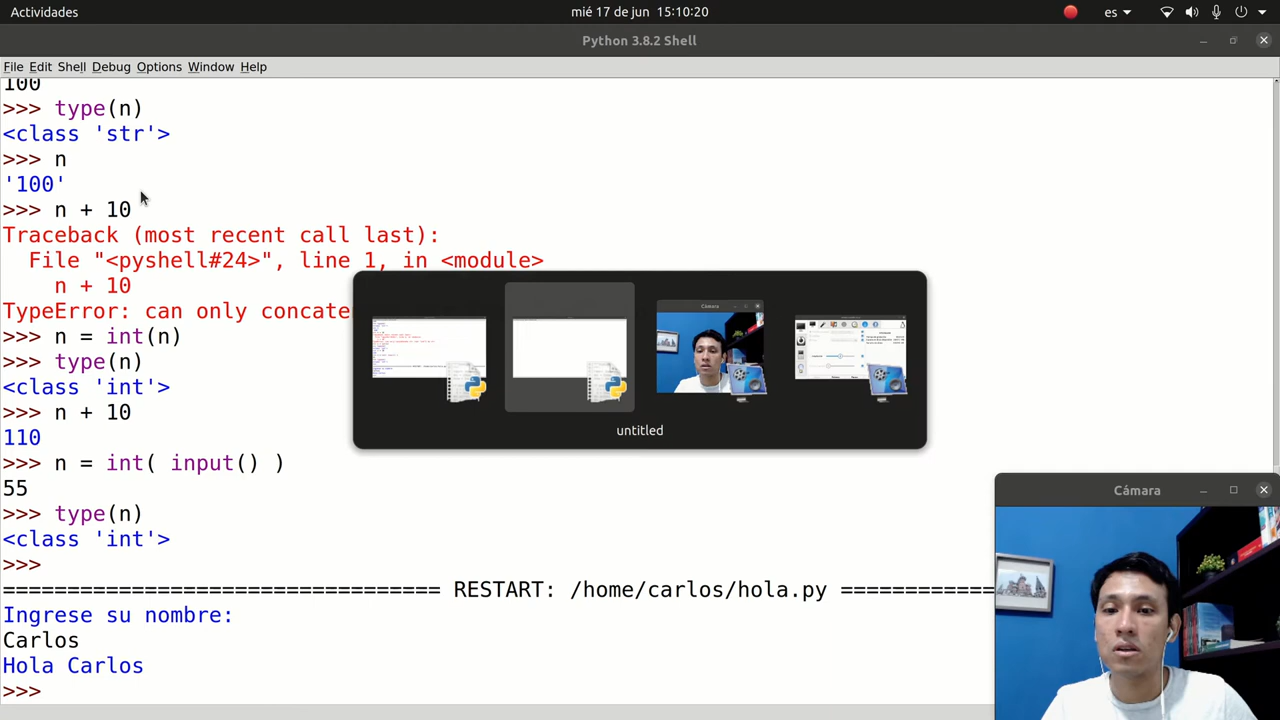 Actividades
mié 17 de jun 15:10:20
es
Python 3.8.2 Shell
File Edit Shell Debug Options Window Help
100
>>> type(n)
<class 'str'>
>>> n
'100'
>>> n + 10
Traceback (most recent call last):
File "<pyshell#24>", line 1, in <module>
n + 10
TypeError: can only
>>> n = int(n)
>>> type(n)
<class 'int'>
>>> n + 10
110
>>> n = int( input() )
55
>>> type(n)
<class 'int'>
>>>
================================== RESTART: /home/carlos/hola.py ============
Ingrese su nombre:
Carlos
Hola Carlos
>>>
Cámara
untitled
Cámara